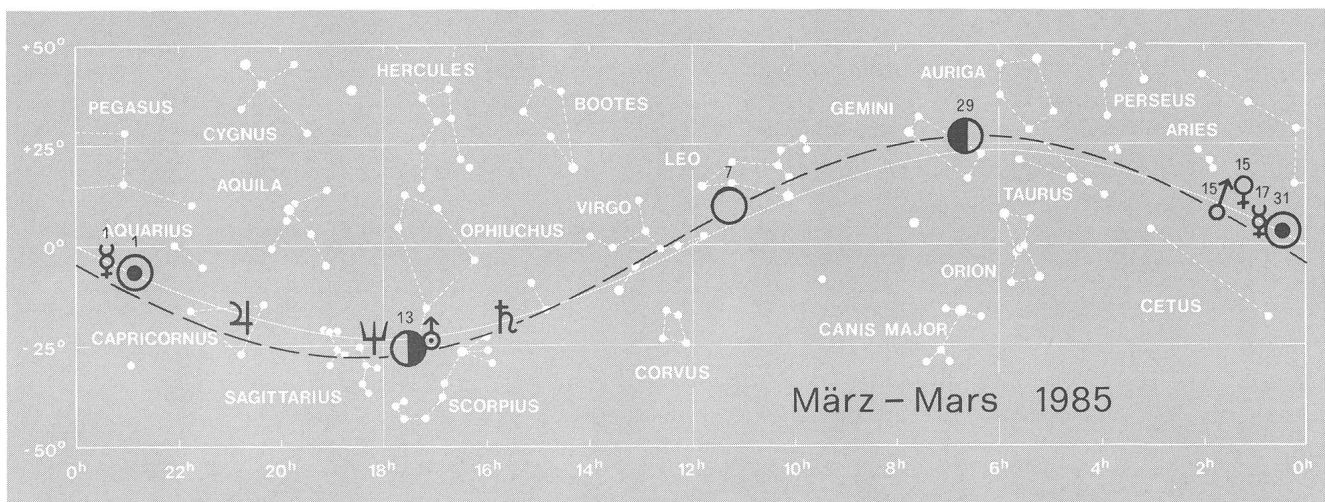 +50°
HERCULES
AURIGA
PEGASUS
BOOTES
GEMINI
29
PERSEUS
CYGNUS
ARIES
+25°
LEO
7
15
AQUILA
TAURUS
15
17
VIRGO
31
AQUARIUS
OPHIUCHUS
1
1
0°
ORION
CETUS
13
CANIS MAJOR
CAPRICORNUS
-25°
CORVUS
SAGITTARIUS
SCORPIUS
März – Mars 1985
-50°
0h 22h 20h 18h 16h 14h 12h 10h 8h 6h 4h 2h 0h